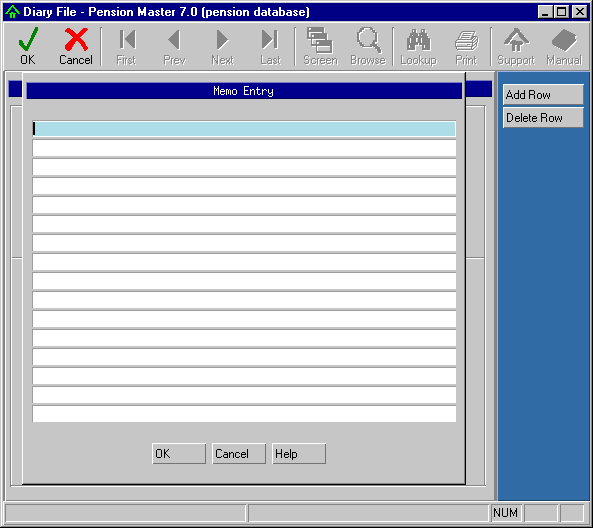 Diary File - Pension Master 7.0 (pension database)
OK Cancel First Prev Next Last Screen Browse Lookup Print Support Manual
Memo Entry
Add Row
Delete Row
OK Cancel Help
NUM